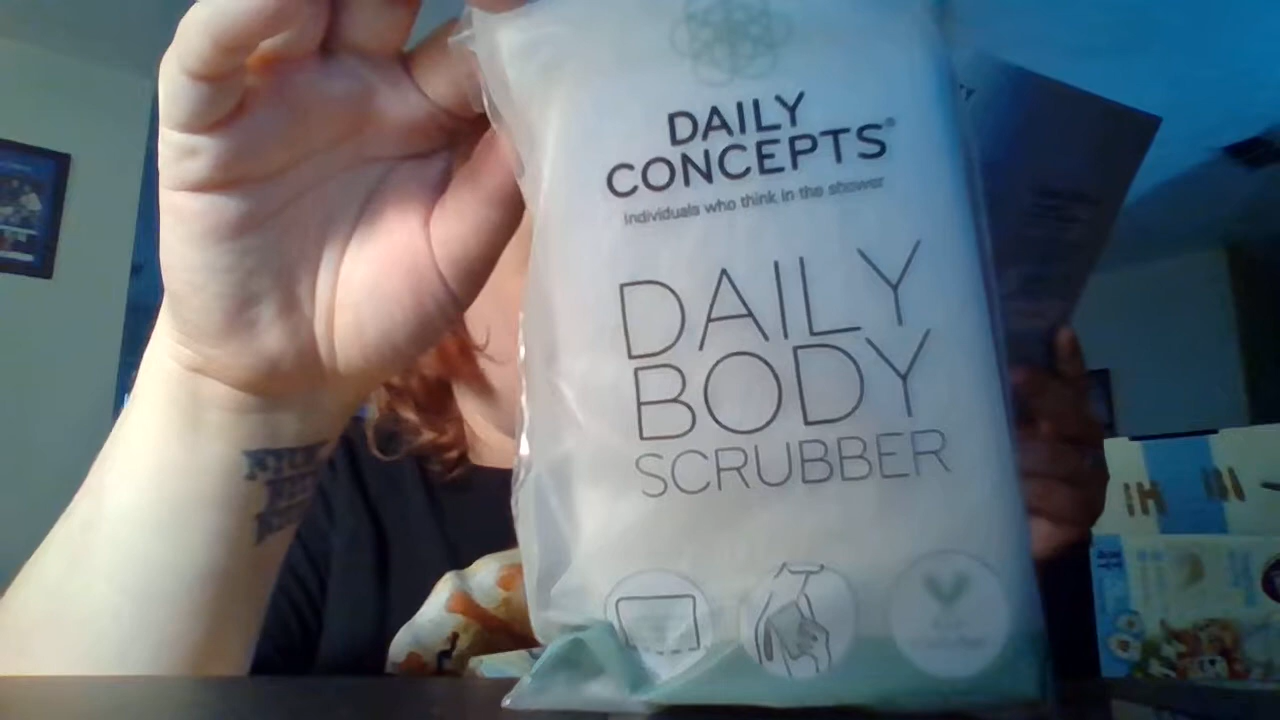 DAILY
CONCEPTS®
individuals who think in the shower
DAILY
BODY
SCRUBBER